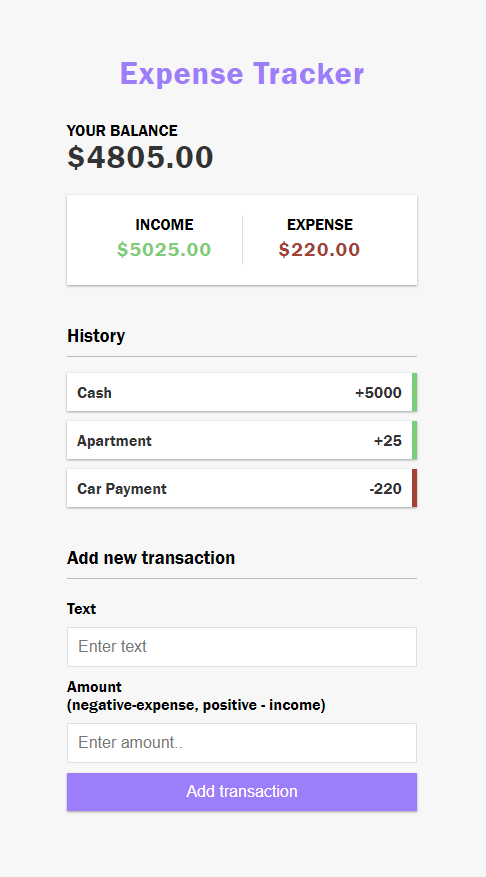 Expense Tracker
YOUR BALANCE
$4805.00
INCOME EXPENSE
$5025.00 $220.00
History
Cash +5000
Apartment +25
Car Payment -220
Add new transaction
Text
Enter text
Amount
(negative-expense, positive - income)
Enter amount..
Add transaction